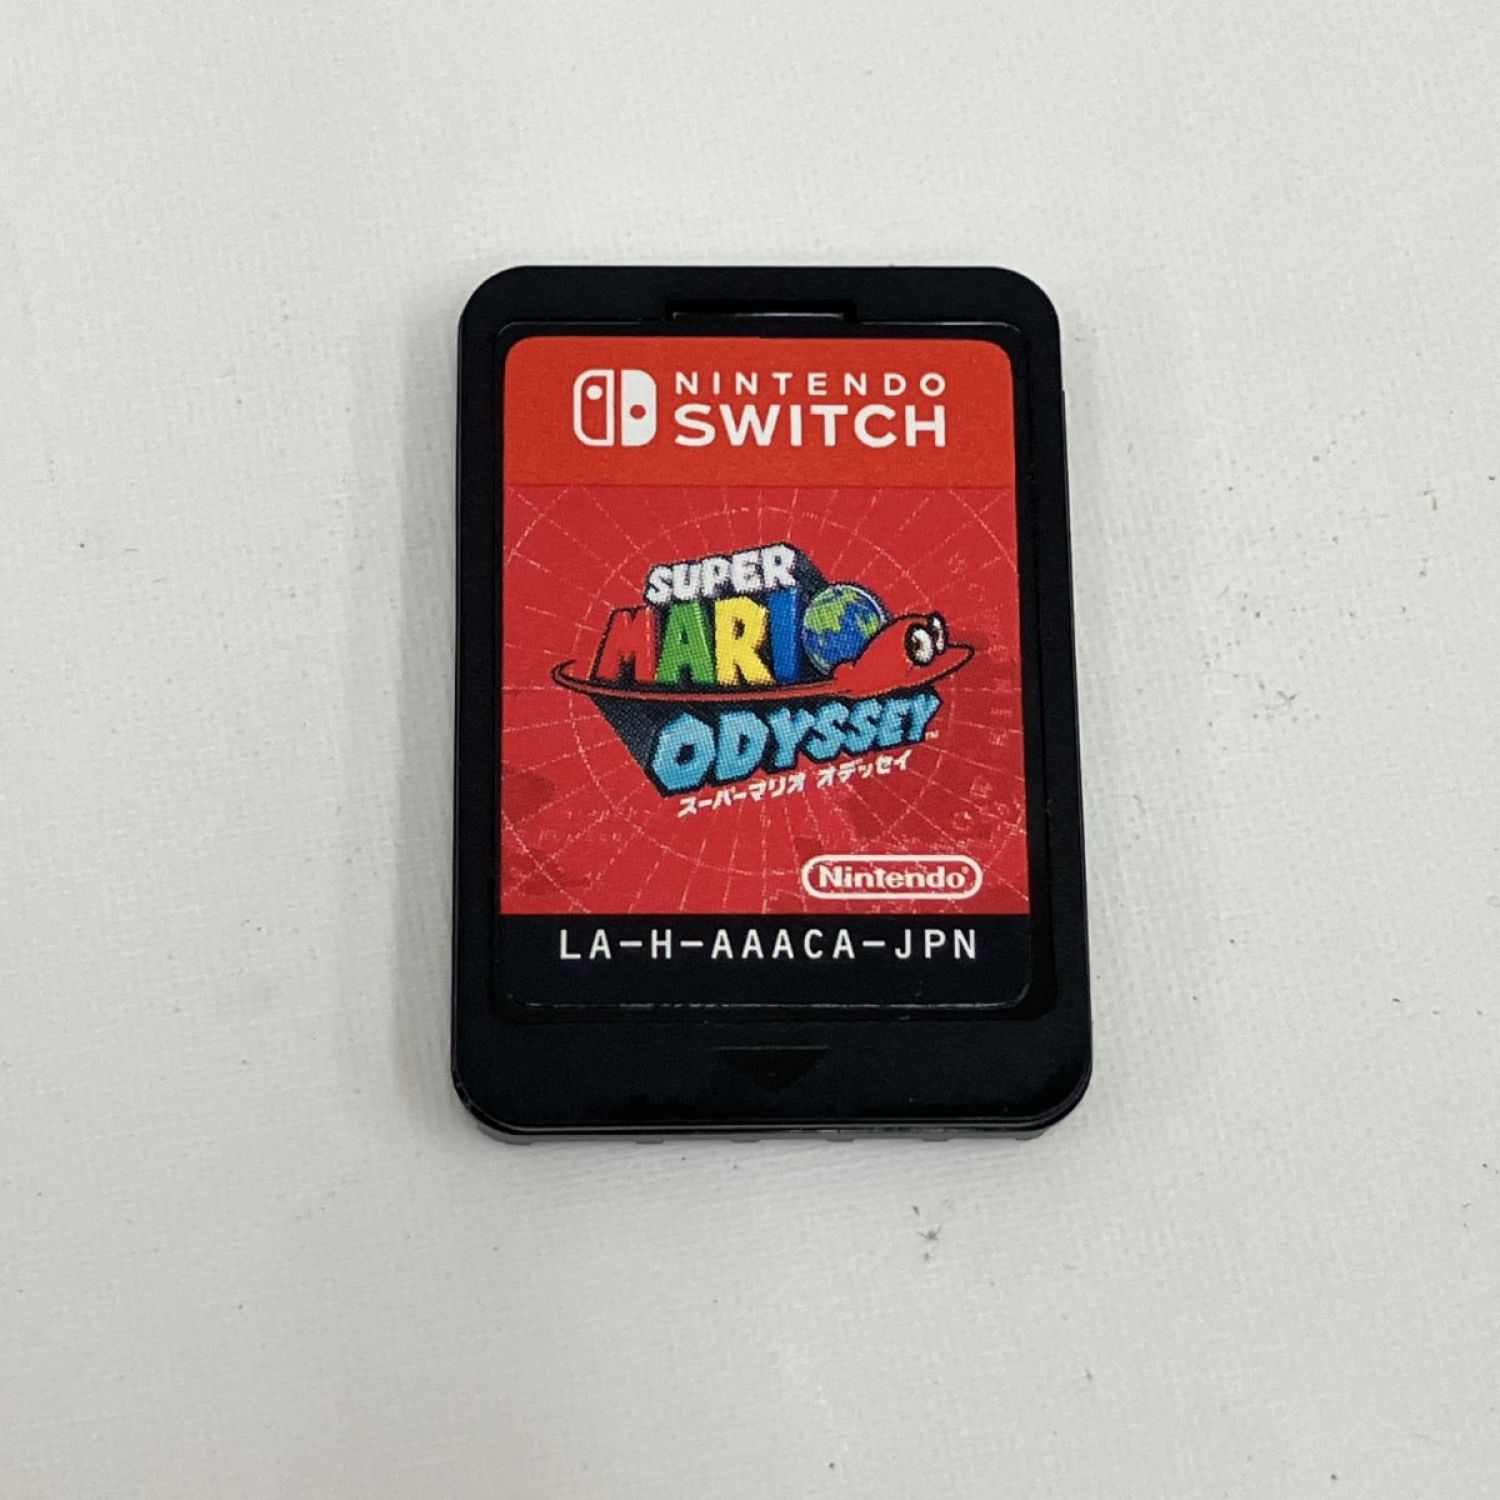 NINTENDO
SWITCH
SUPER
MARIO
ODYSSEY™
スーパーマリオ オデッセイ
Nintendo®
LA-H-AAACA-JPN